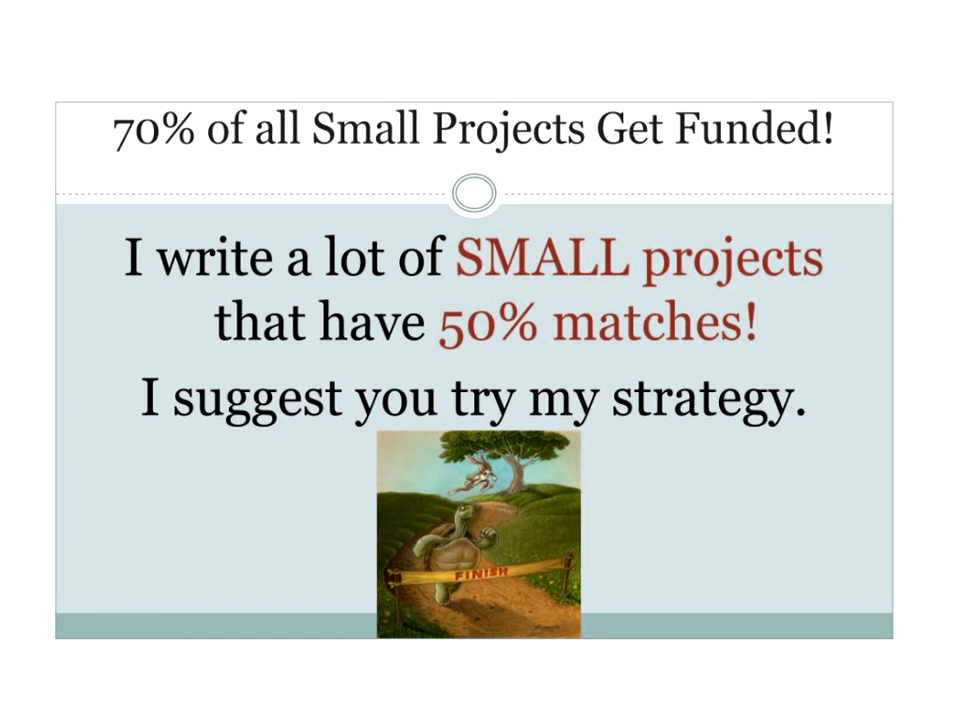 70% of all Small Projects Get Funded!
I write a lot of SMALL projects
that have 50% matches!
I suggest you try my strategy.
FINISH